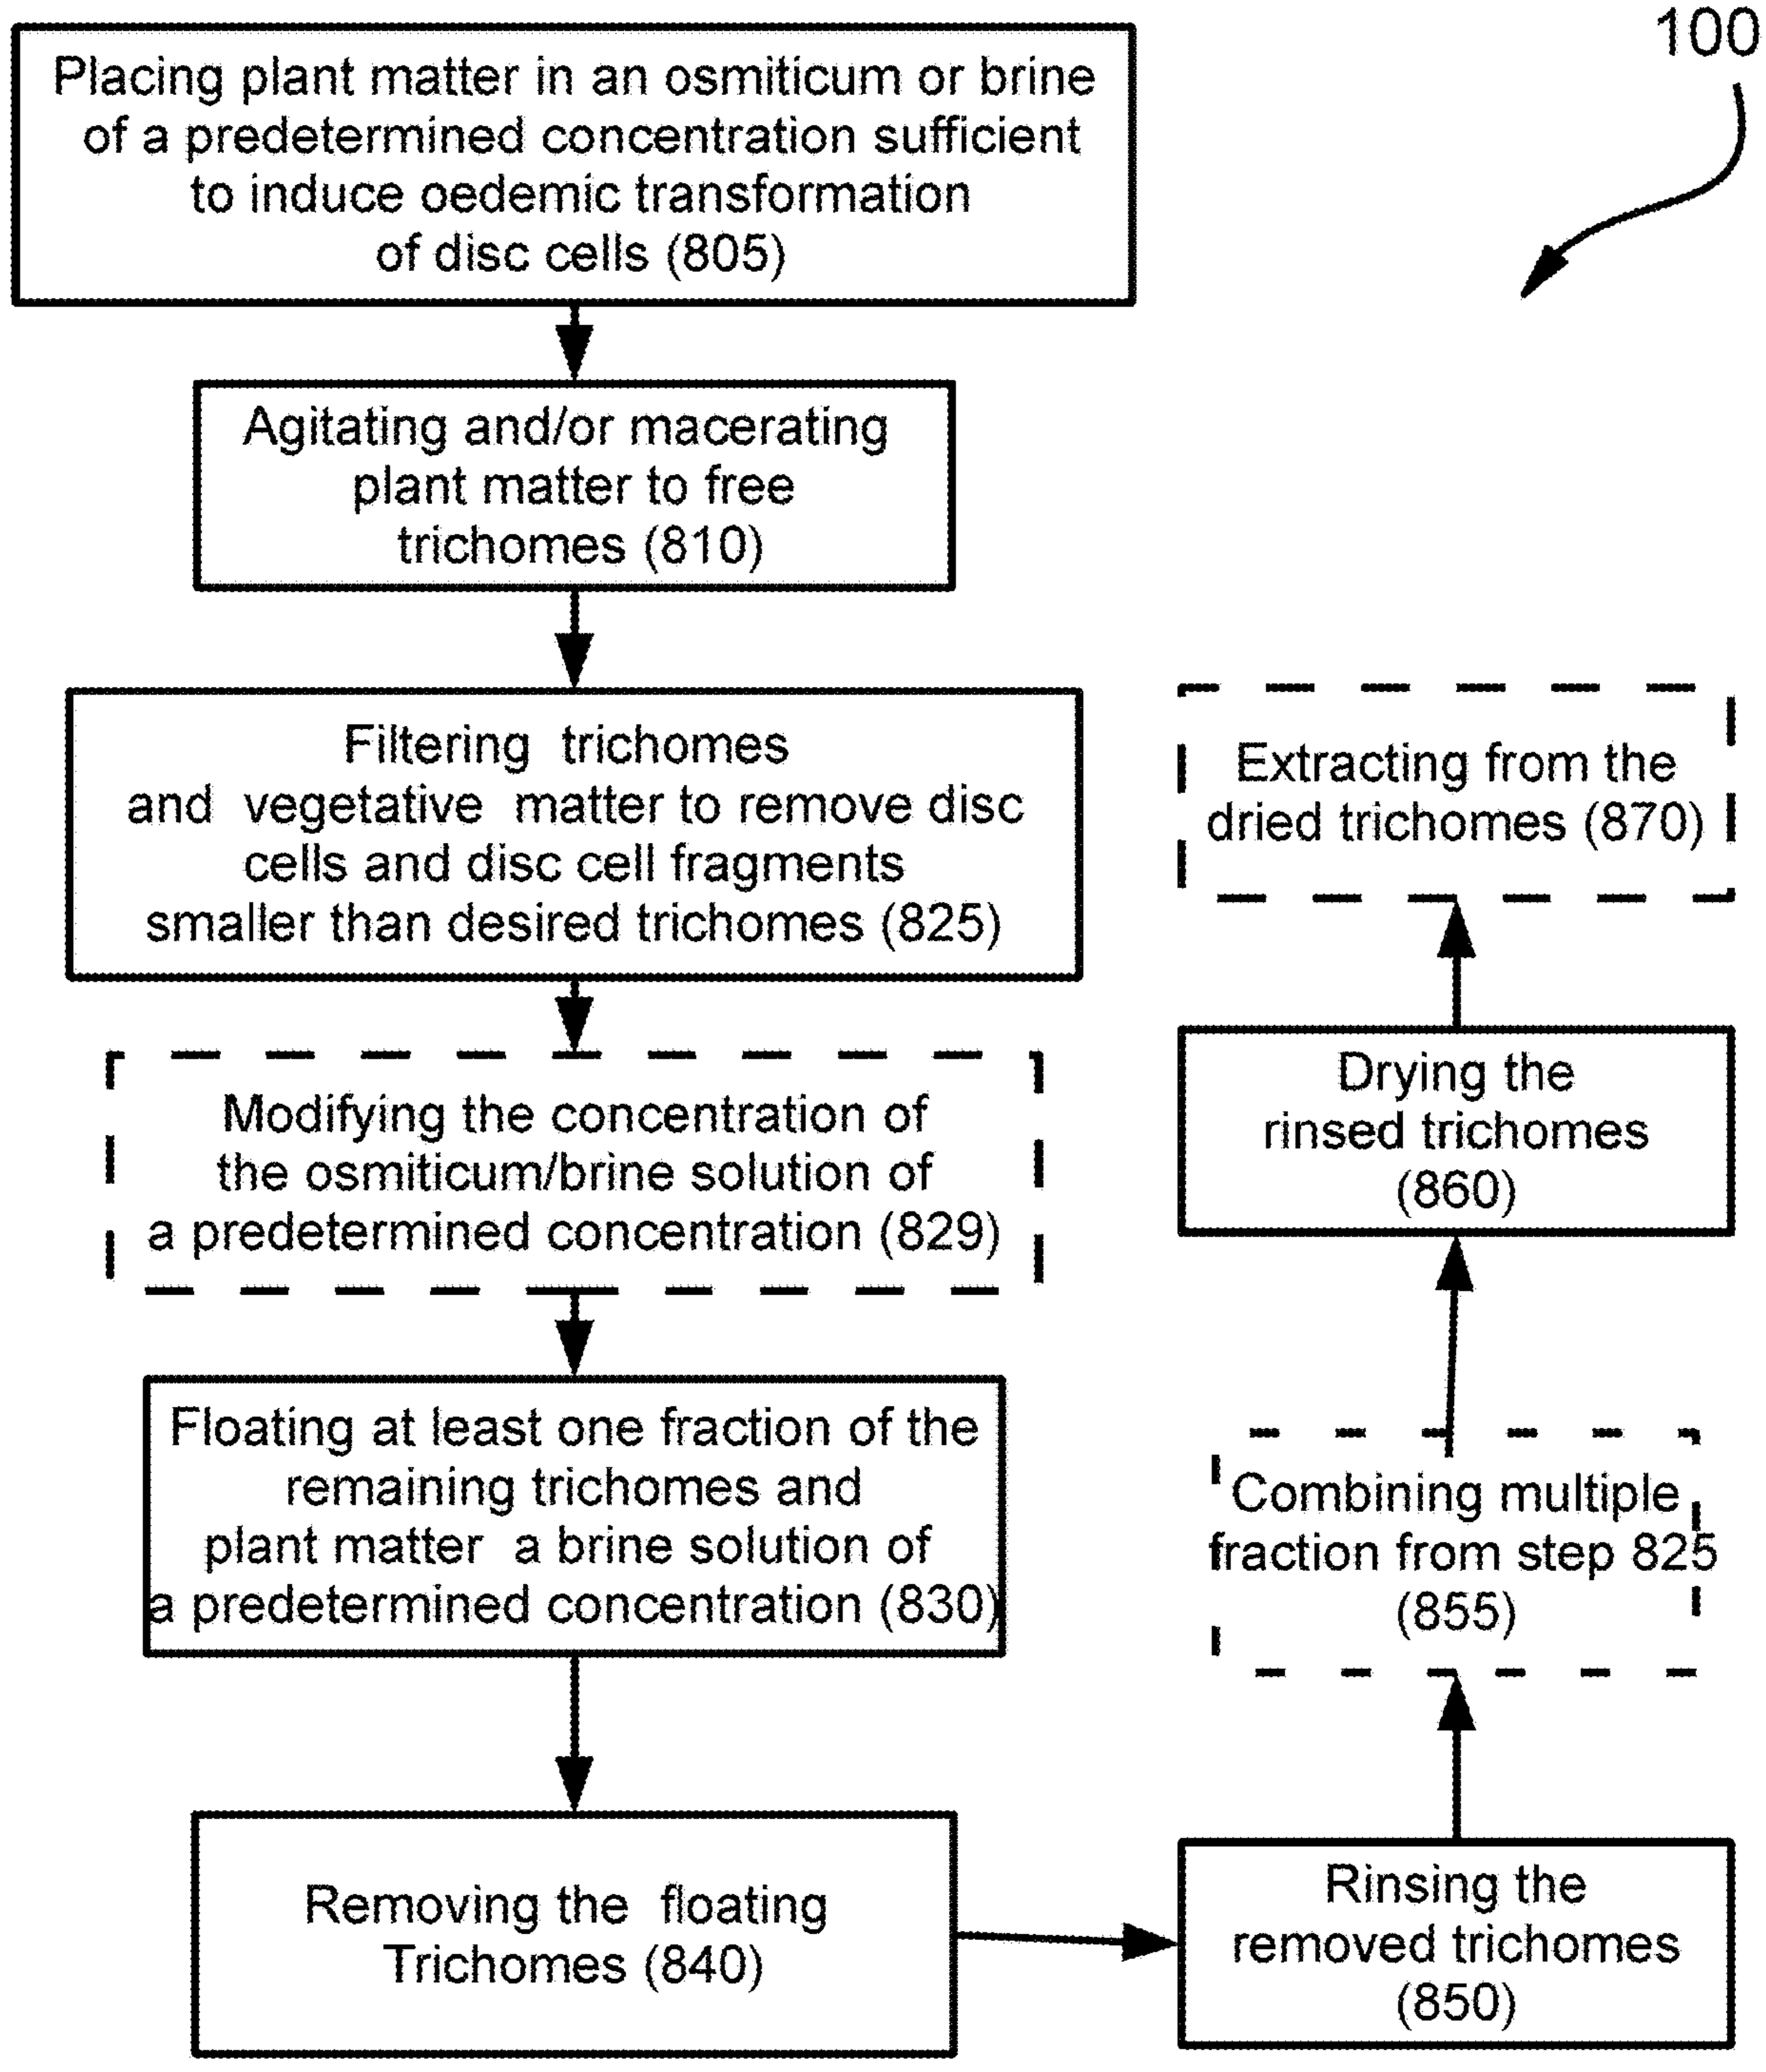 100
Placing plant matter in an osmiticum or brine
of a predetermined concentration sufficient
to induce oedemic transformation
of disc cells (805)
Agitating and/or macerating
plant matter to free
trichomes (810)
Filtering trichomes
and vegetative matter to remove disc
cells and disc cell fragments
smaller than desired trichomes (825)
Modifying the concentration of
the osmiticum/brine solution of
a predetermined concentration (829)
Floating at least one fraction of the
remaining trichomes and
plant matter a brine solution of
a predetermined concentration (830)
Removing the floating
Trichomes (840)
Rinsing the
removed trichomes
(850)
Combining multiple
fraction from step 825
(855)
Drying the
rinsed trichomes
(860)
Extracting from the
dried trichomes (870)